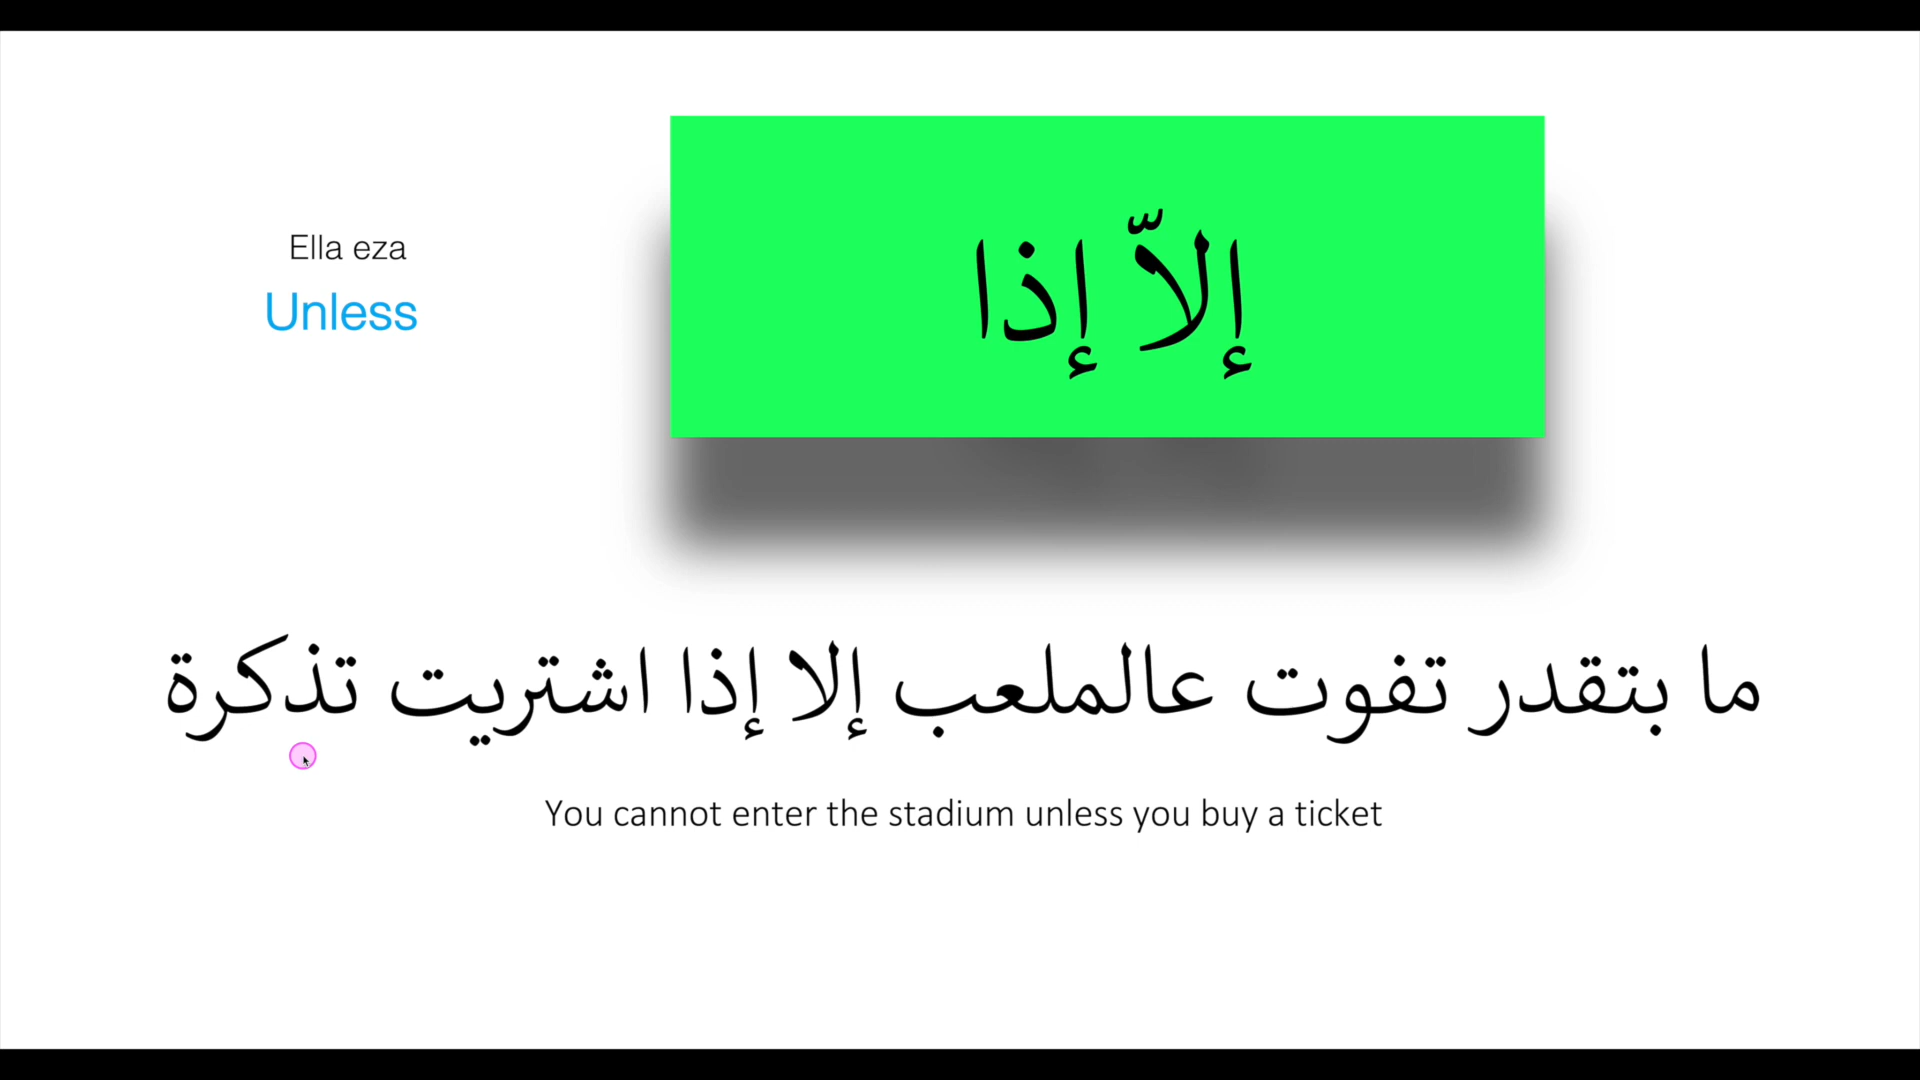 Ella eza
Unless
إلاّ إذا
ما بتقدر تفوت عالملعب إلا إذا اشتريت تذكرة
You cannot enter the stadium unless you buy a ticket